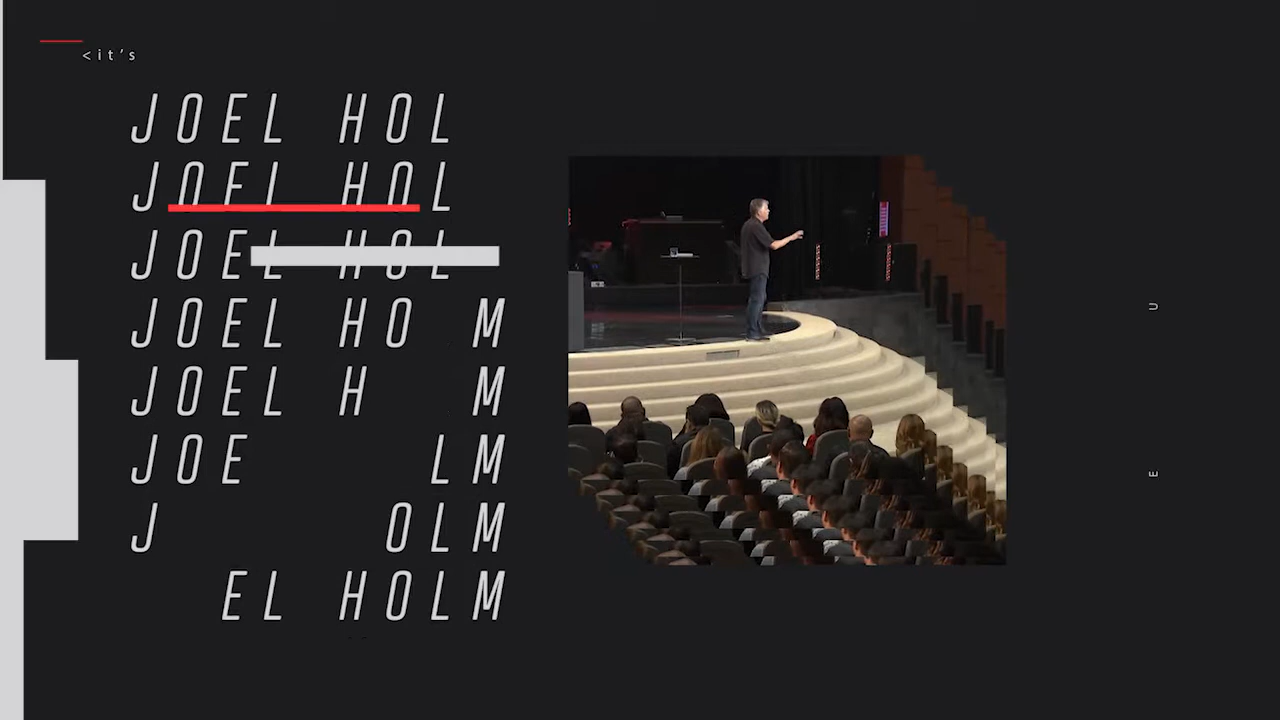 <it's
JOEL HOL
JOEL HOL
JOEL HOL
JOEL HO M
JOEL H M
JOE LM
J OLM
EL HOLM
U
E